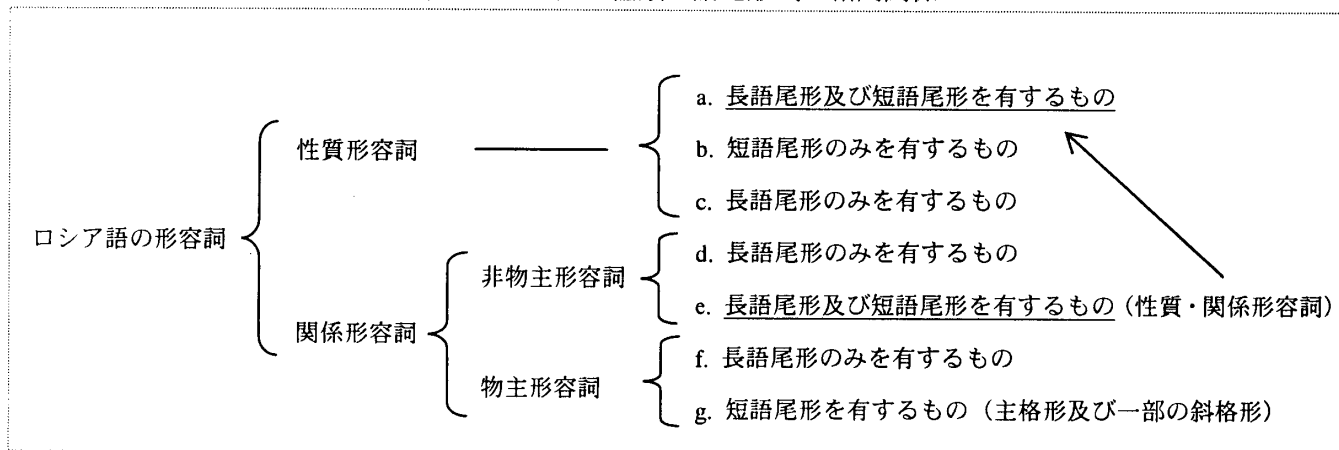 a. 長語尾形及び短語尾形を有するもの
性質形容詞
b. 短語尾形のみを有するもの
c. 長語尾形のみを有するもの
ロシア語の形容詞
d. 長語尾形のみを有するもの
非物主形容詞
e. 長語尾形及び短語尾形を有するもの（性質・関係形容詞）
関係形容詞
f. 長語尾形のみを有するもの
物主形容詞
g. 短語尾形を有するもの（主格形及び一部の斜格形）